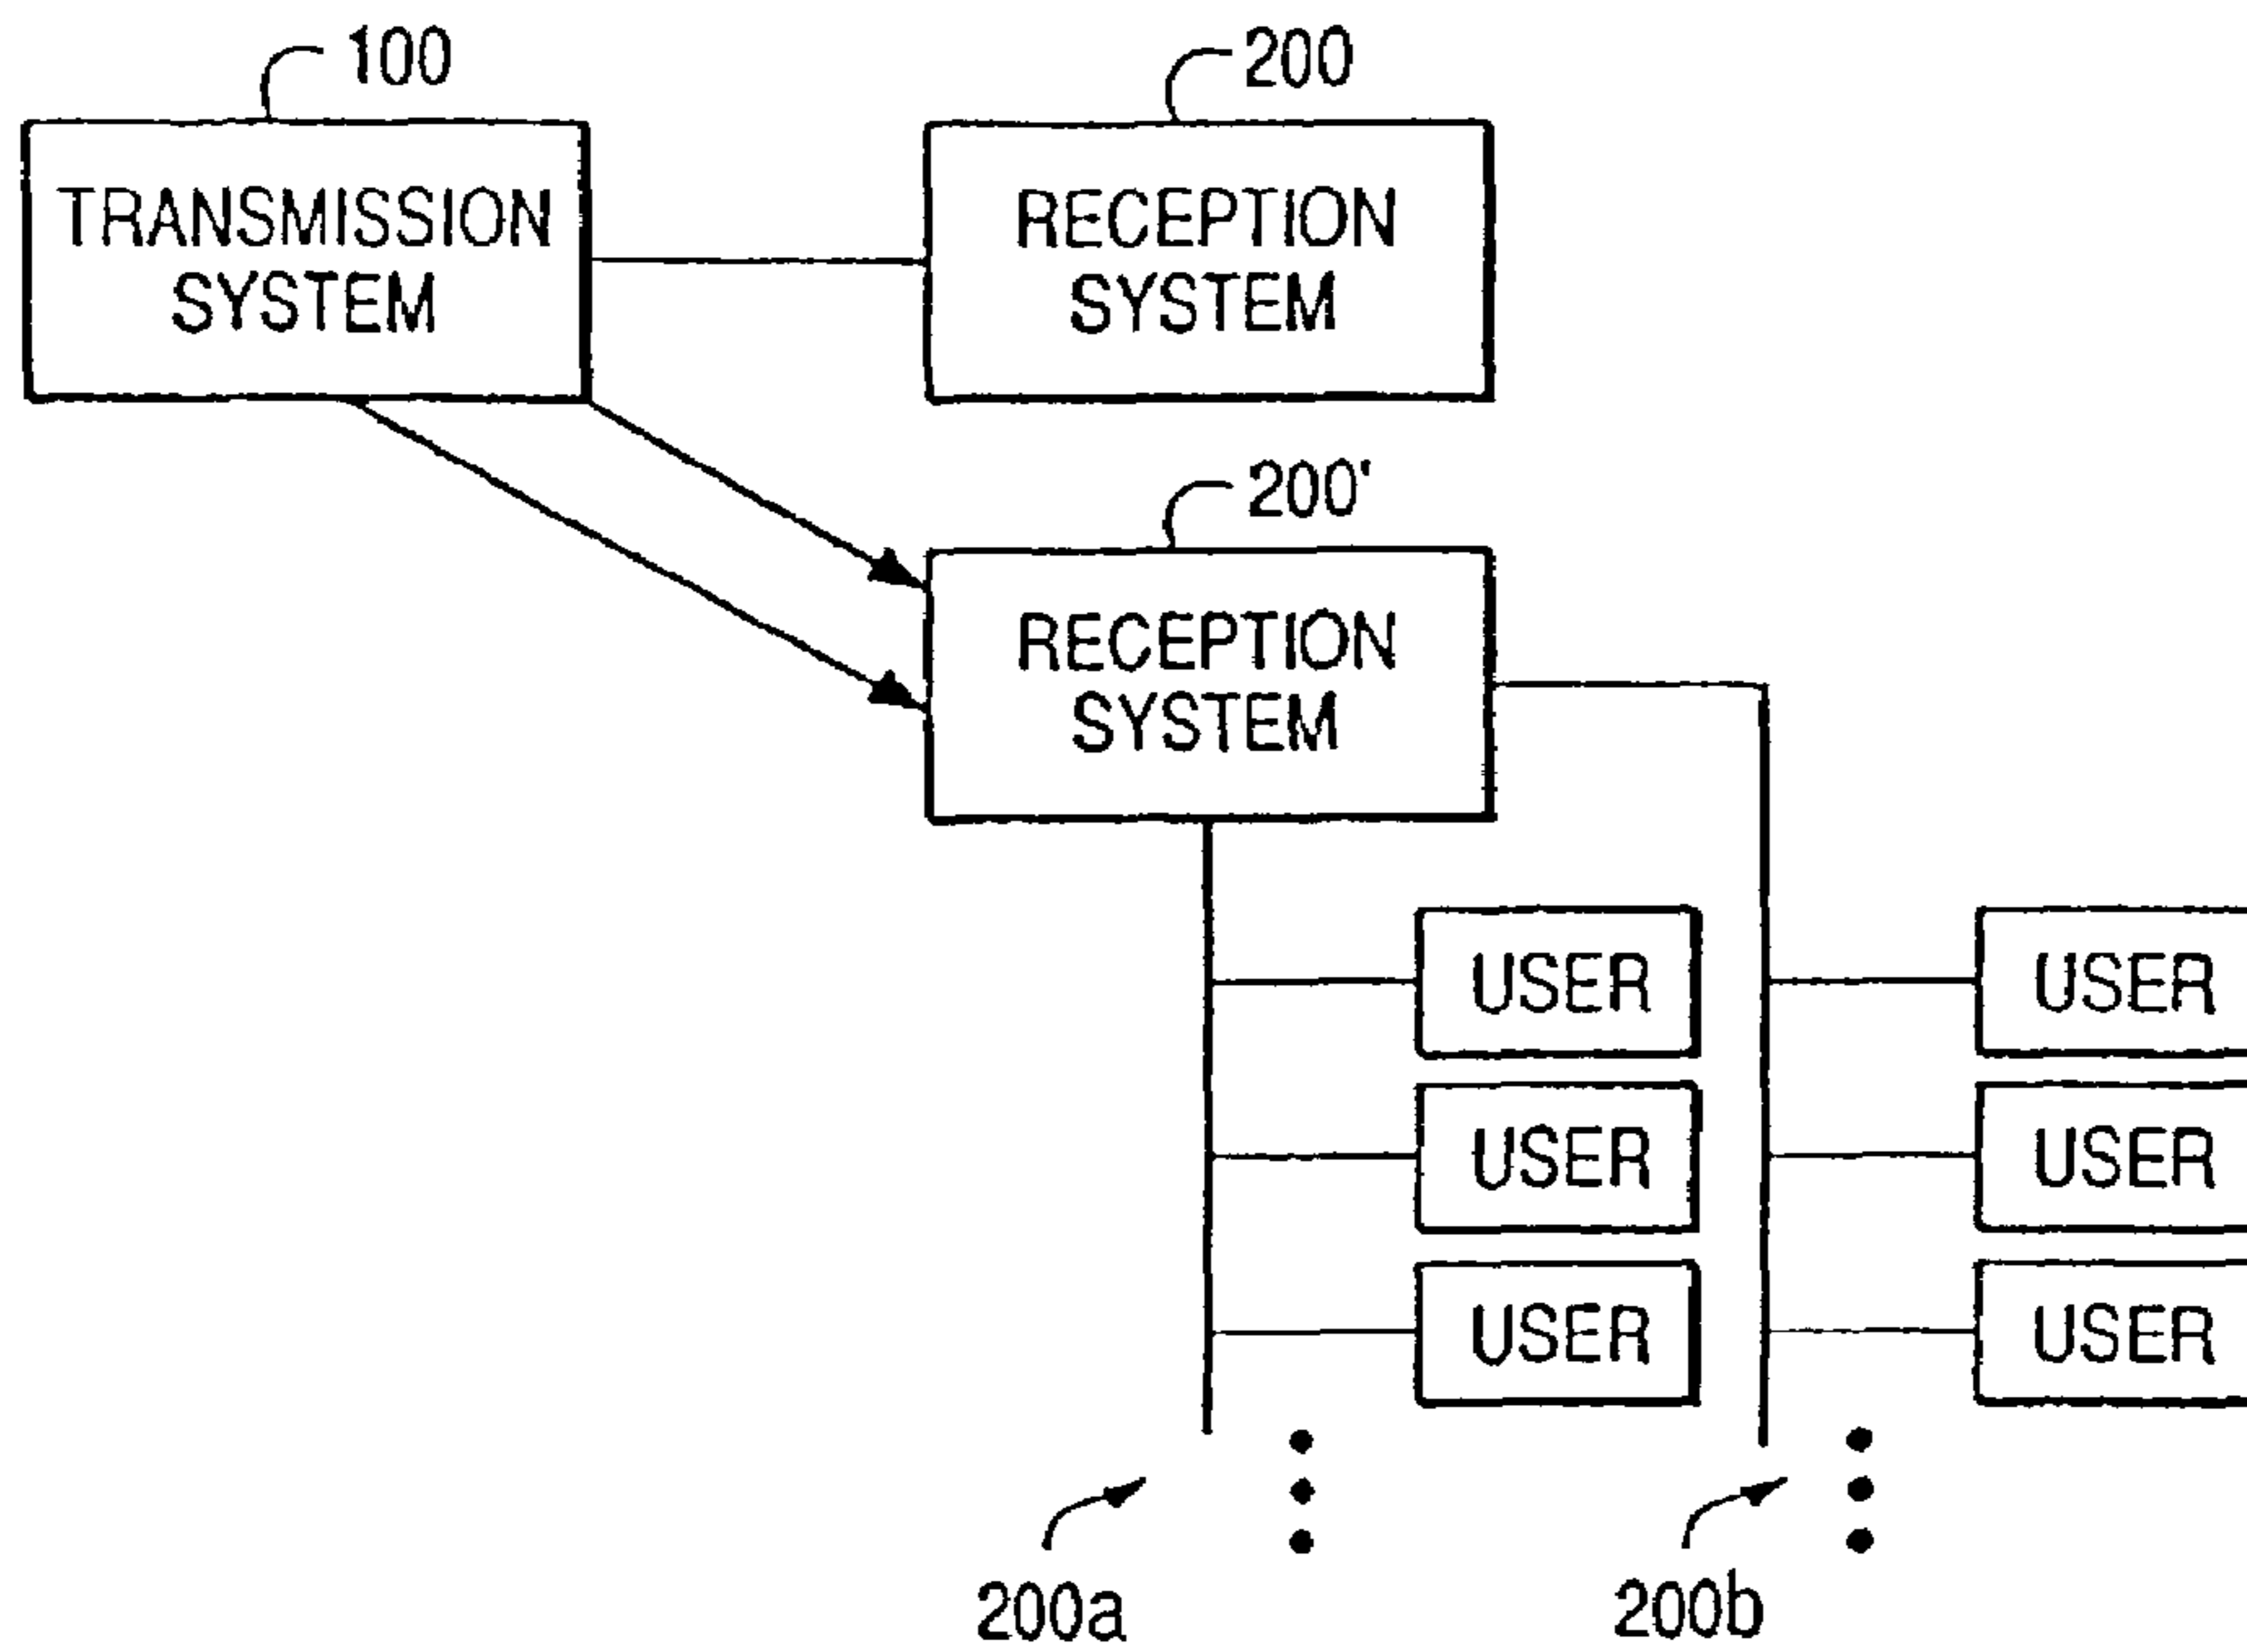 100
200
TRANSMISSION
SYSTEM
RECEPTION
SYSTEM
200'
RECEPTION
SYSTEM
USER
USER
USER
USER
USER
USER
200a
200b